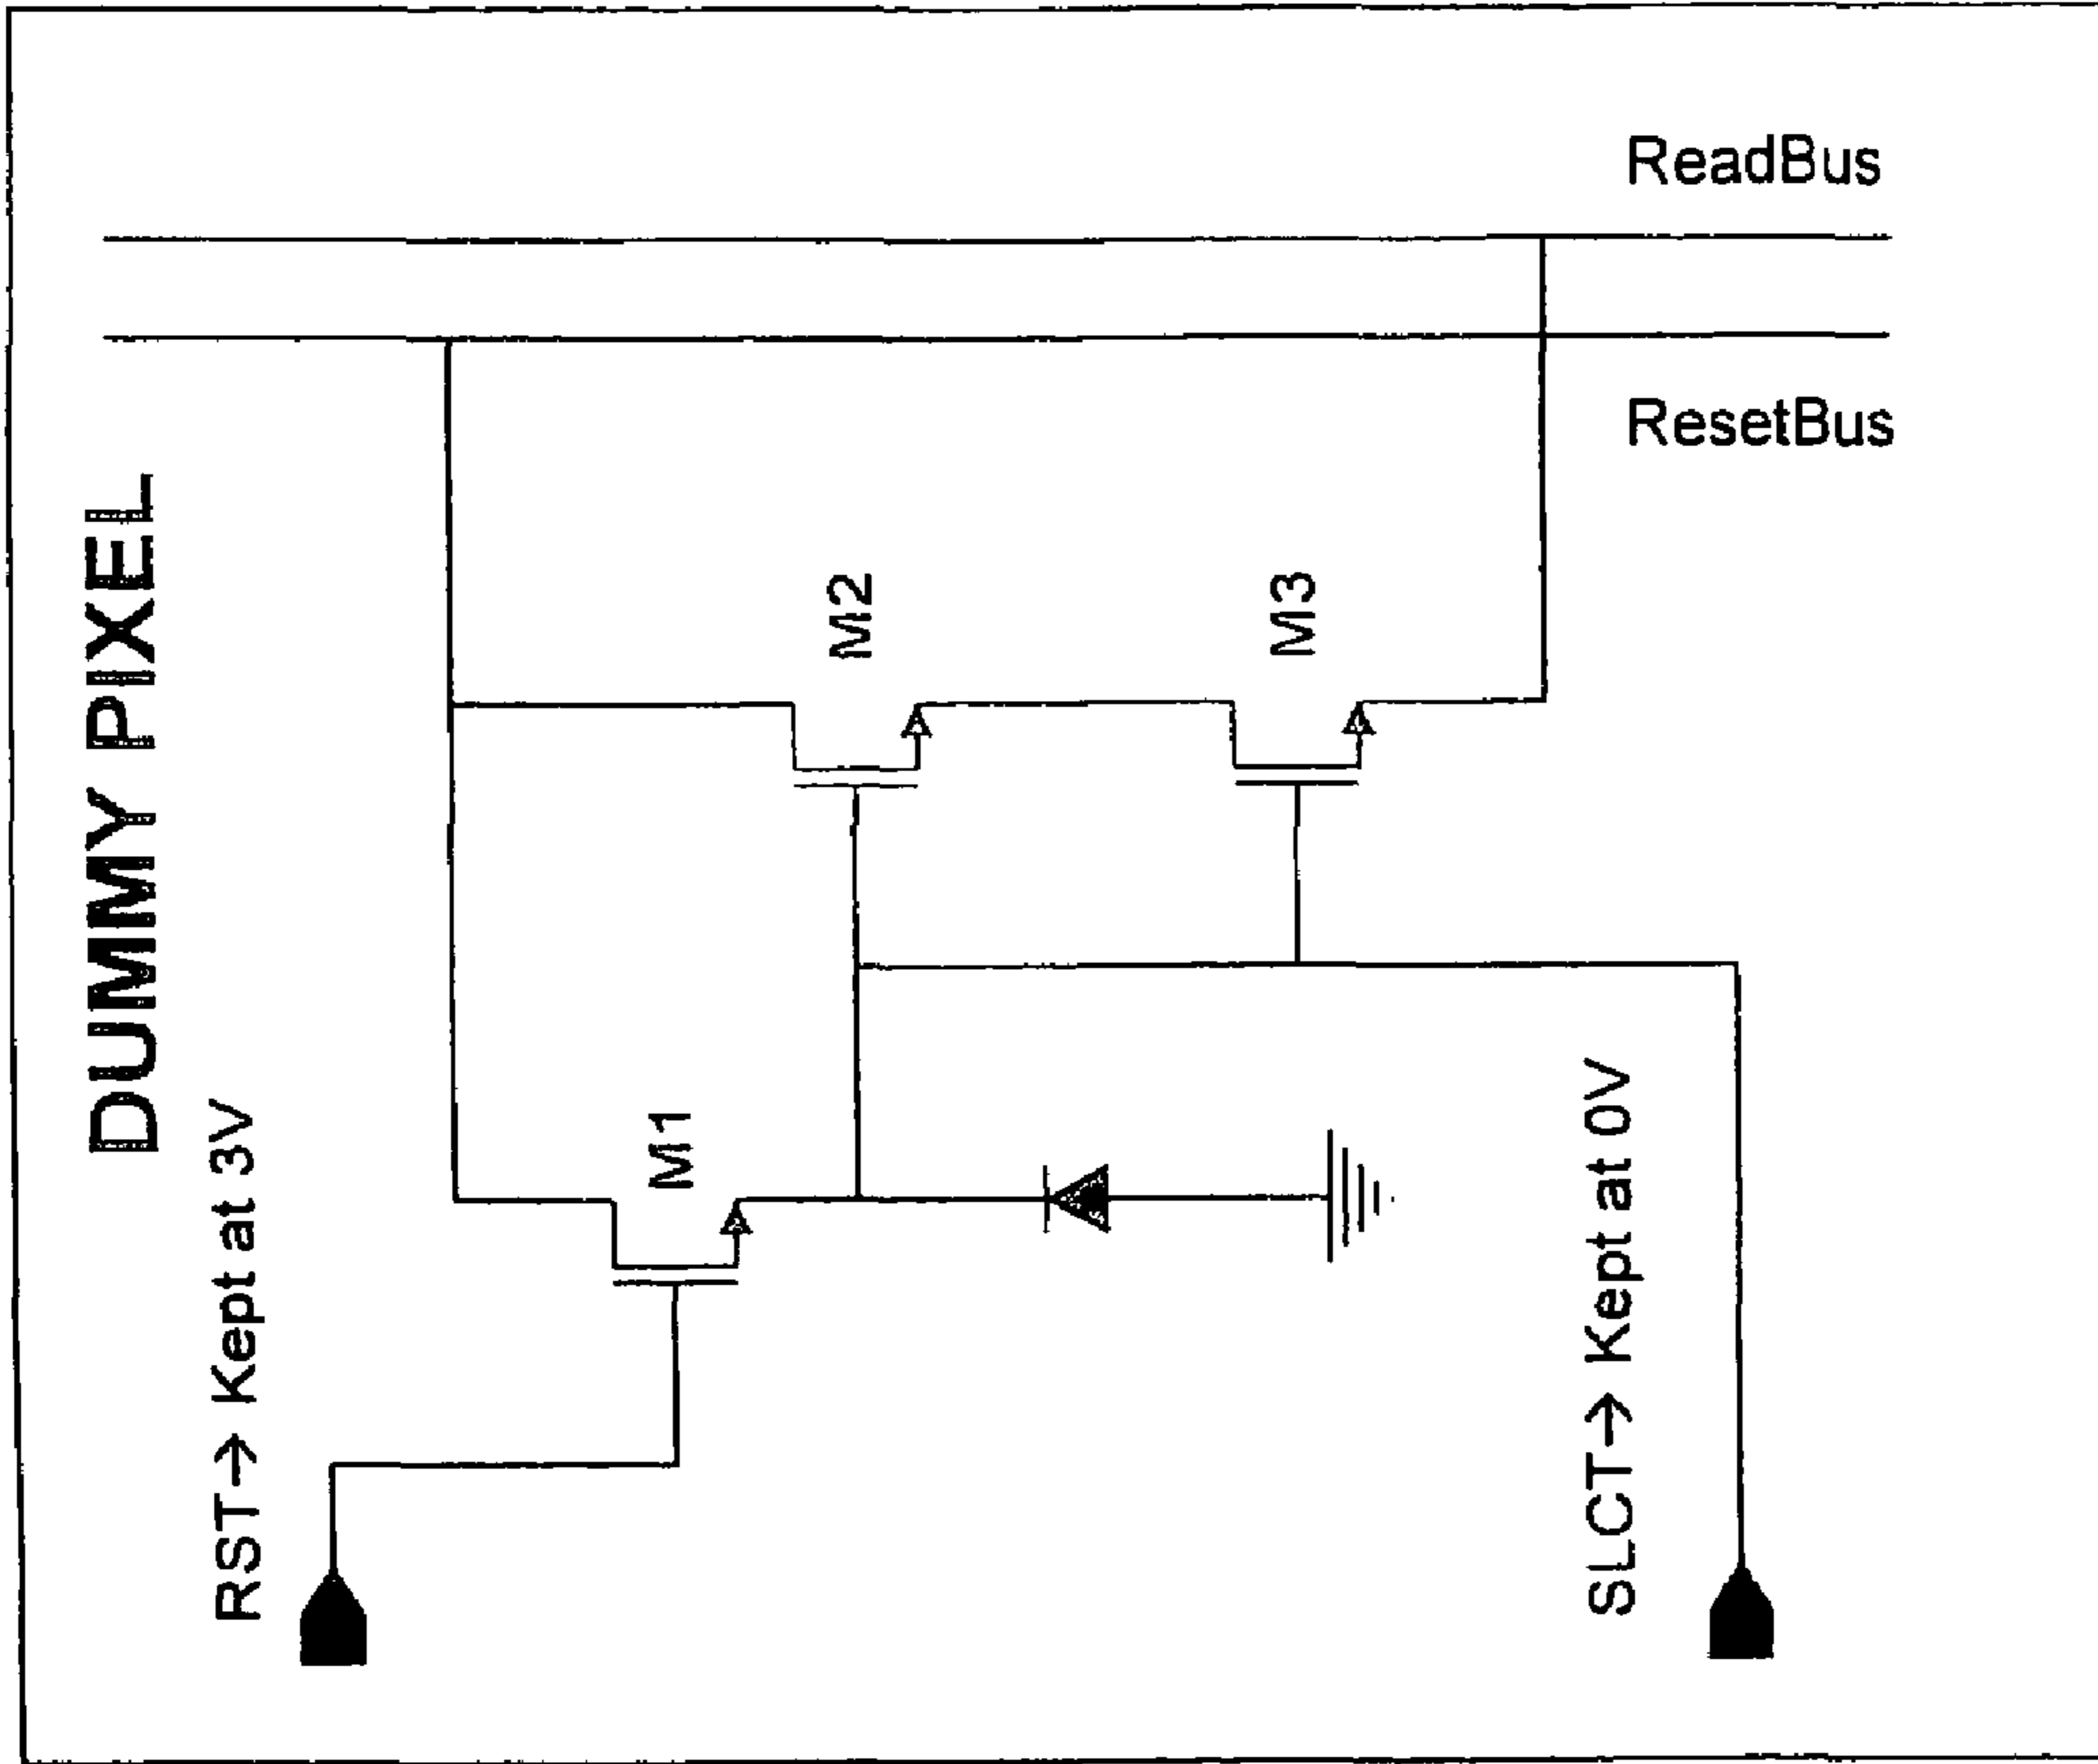 DUMMY PIXEL
RST→ Kept at 3V
M1
M2
M3
SLCT→ Kept at 0V
ResetBus
ReadBus